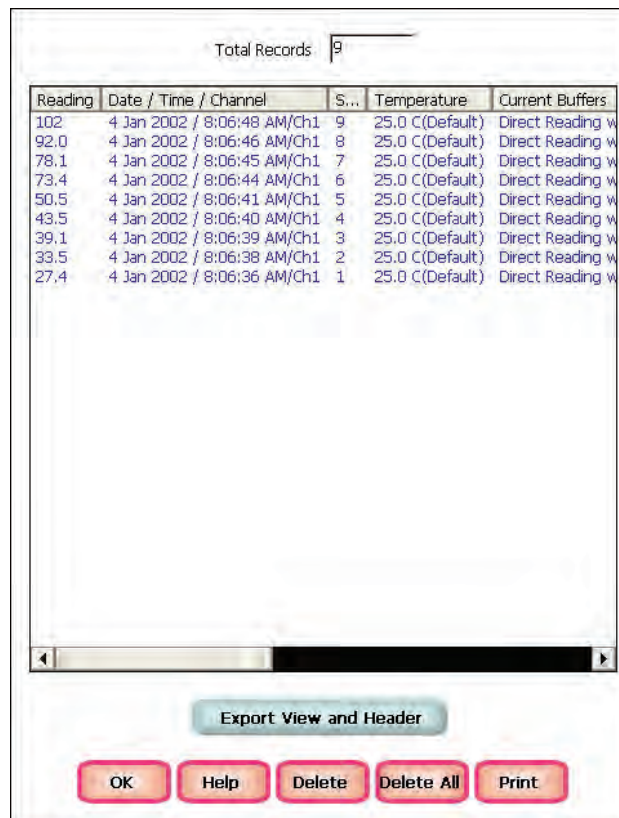 Total Records 9
Reading Date / Time / Channel S... Temperature Current Buffers
102 4 Jan 2002 / 8:06:48 AM/Ch1 9 25.0 C(Default) Direct Reading w
92.0 4 Jan 2002 / 8:06:46 AM/Ch1 8 25.0 C(Default) Direct Reading w
78.1 4 Jan 2002 / 8:06:45 AM/Ch1 7 25.0 C(Default) Direct Reading w
73.4 4 Jan 2002 / 8:06:44 AM/Ch1 6 25.0 C(Default) Direct Reading w
50.5 4 Jan 2002 / 8:06:41 AM/Ch1 5 25.0 C(Default) Direct Reading w
43.5 4 Jan 2002 / 8:06:40 AM/Ch1 4 25.0 C(Default) Direct Reading w
39.1 4 Jan 2002 / 8:06:39 AM/Ch1 3 25.0 C(Default) Direct Reading w
33.5 4 Jan 2002 / 8:06:38 AM/Ch1 2 25.0 C(Default) Direct Reading w
27.4 4 Jan 2002 / 8:06:36 AM/Ch1 1 25.0 C(Default) Direct Reading w
Export View and Header
OK Help Delete Delete All Print